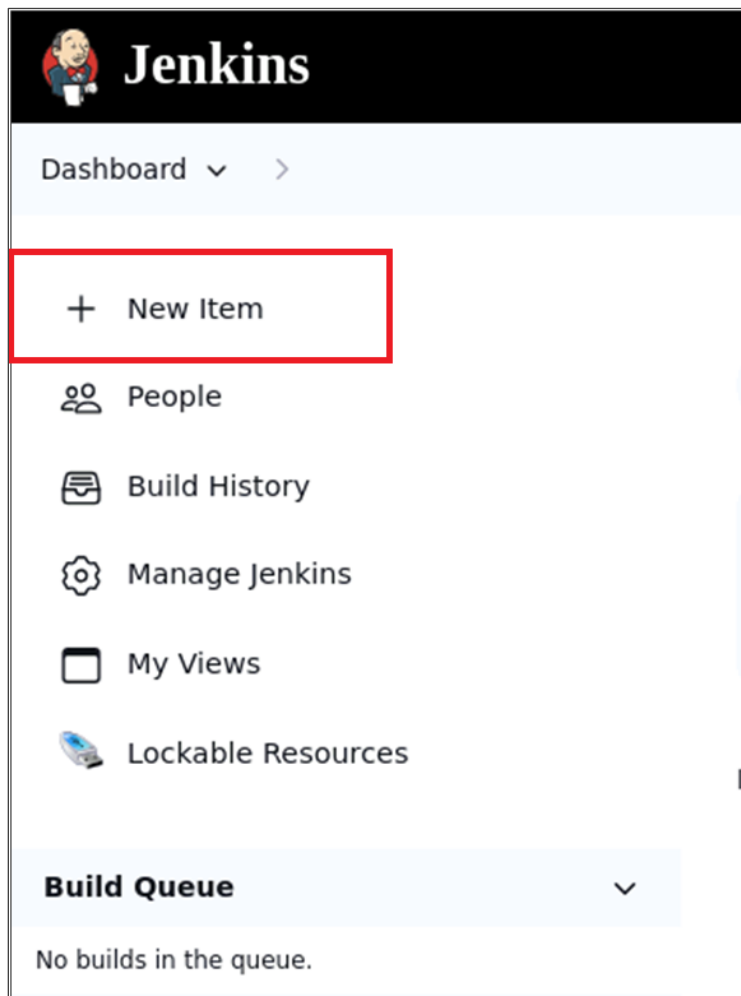 Jenkins
Dashboard
New Item
People
Build History
Manage Jenkins
My Views
Lockable Resources
Build Queue
No builds in the queue.